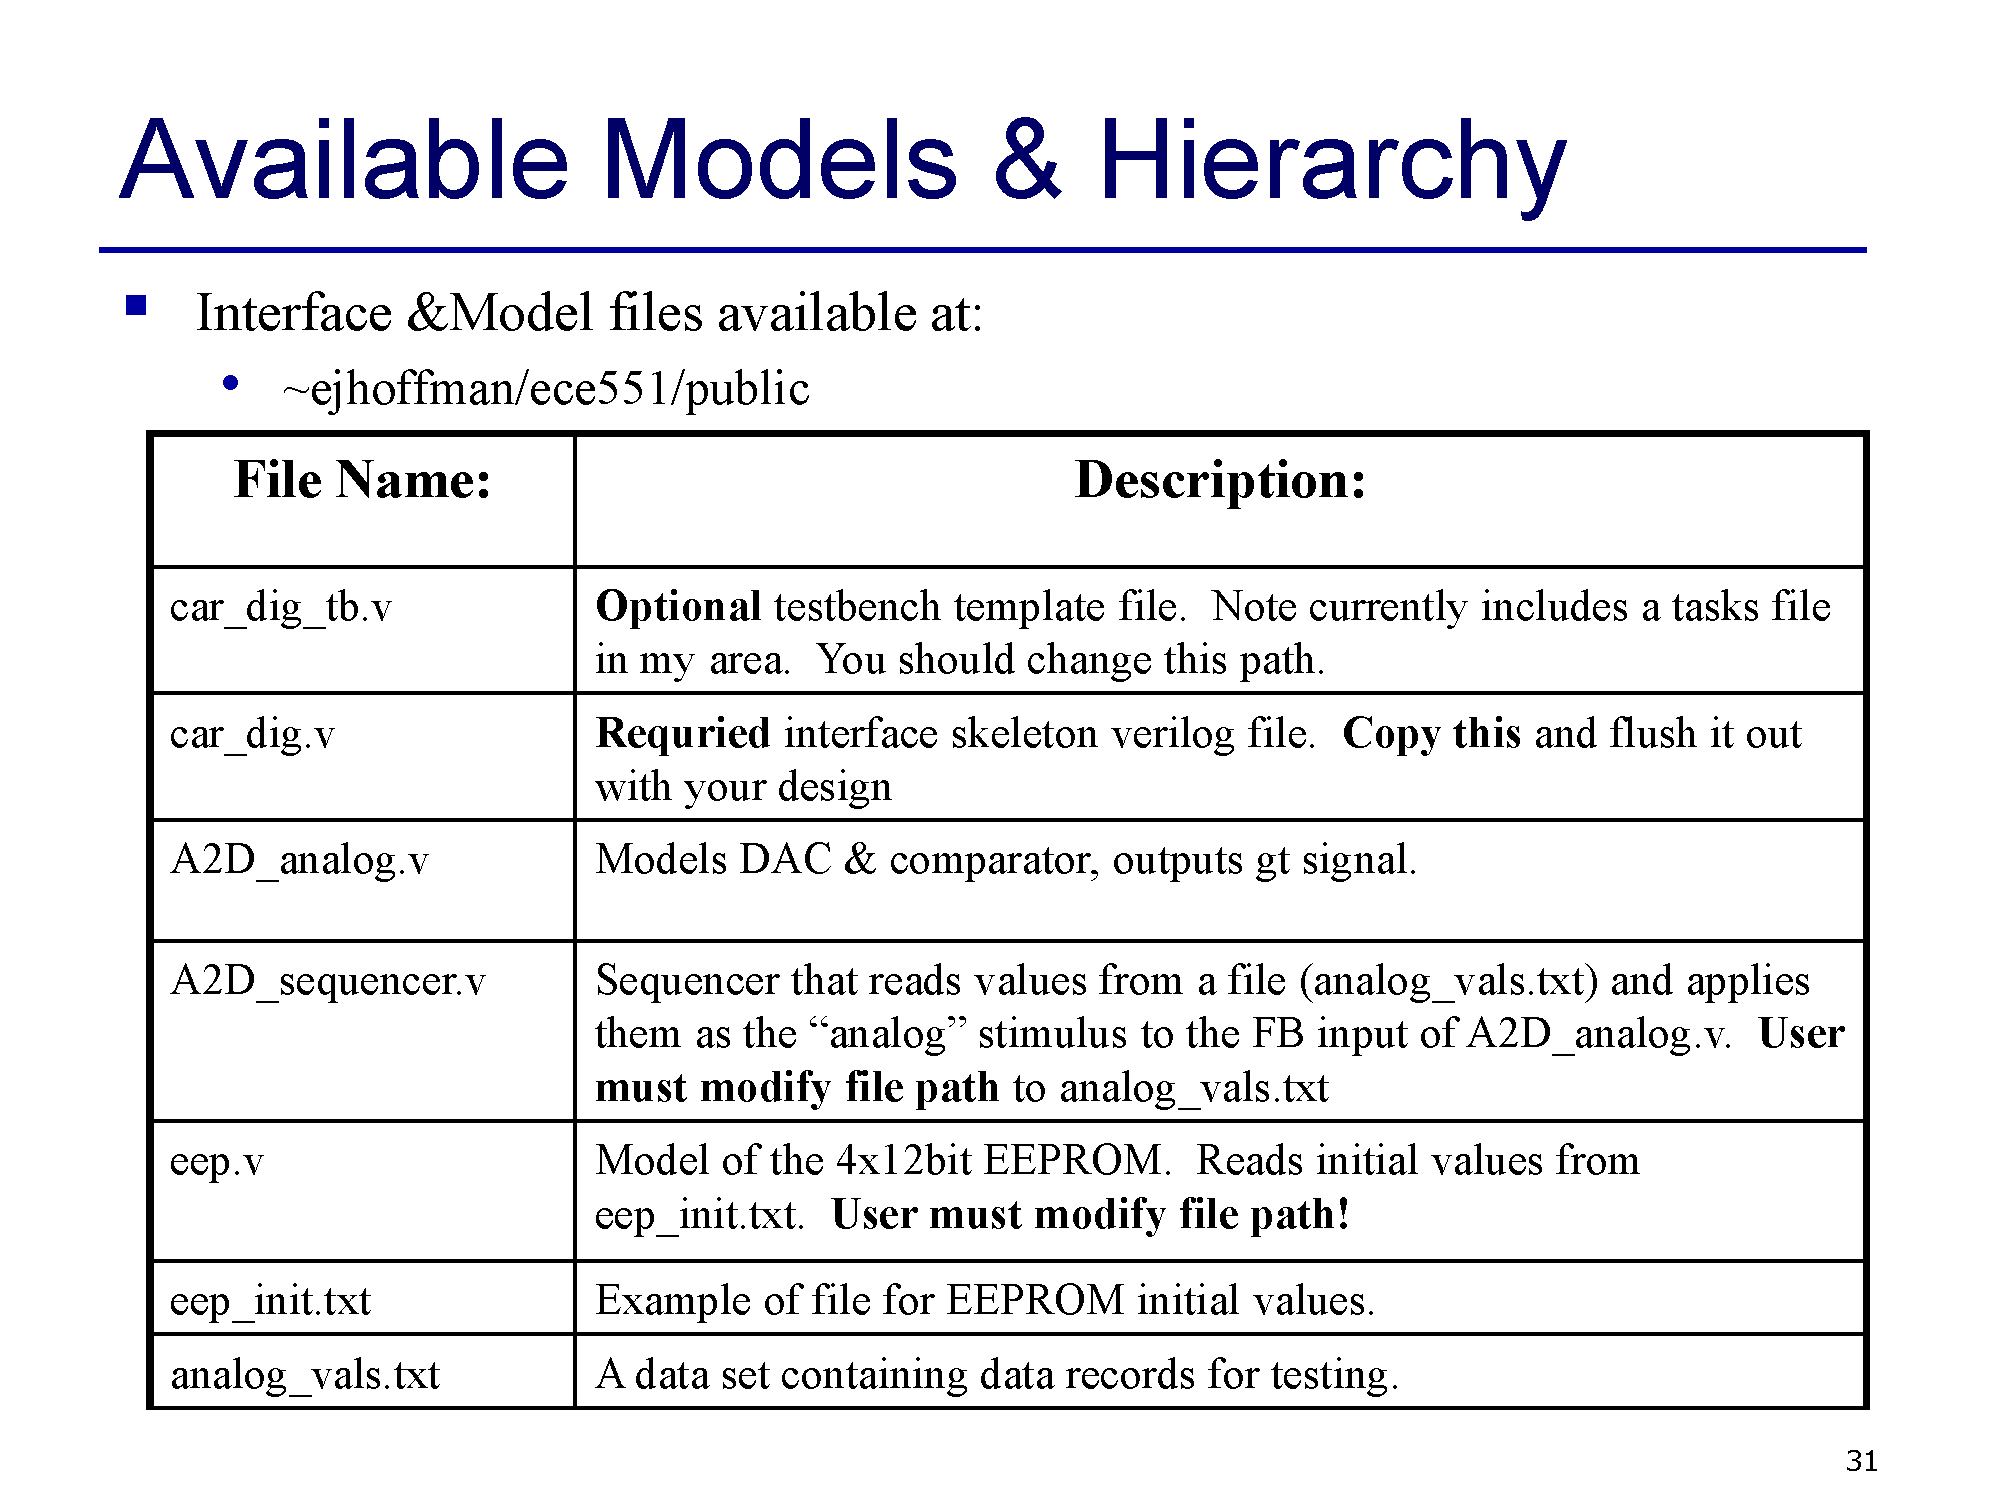 Available Models & Hierarchy
Interface &Model files available at:
~ejhoffman/ece551/public
File Name:
Description:
car_dig_tb.v
Optional testbench template file.  Note currently includes a tasks file
in my area.  You should change this path.
car_dig.v
Requried interface skeleton verilog file.  Copy this and flush it out
with your design
A2D_analog.v
Models DAC & comparator, outputs gt signal.
A2D_sequencer.v
Sequencer that reads values from a file (analog_vals.txt) and applies
them as the “analog” stimulus to the FB input of A2D_analog.v.  User
must modify file path to analog_vals.txt
eep.v
Model of the 4x12bit EEPROM.  Reads initial values from
eep_init.txt.  User must modify file path!
eep_init.txt
Example of file for EEPROM initial values.
analog_vals.txt
A data set containing data records for testing.
31